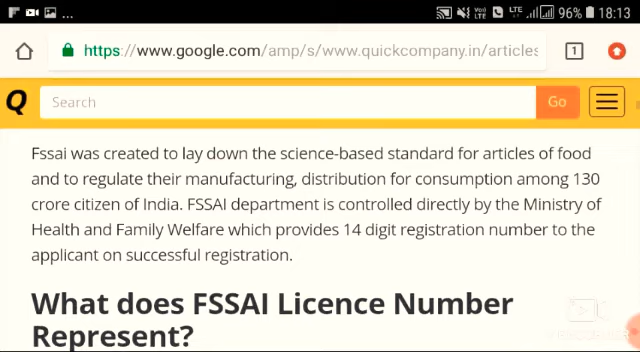 ... LTE 96% 18:13
https://www.google.com/amp/s/www.quickcompany.in/articles 1
Q Search Go
Fssai was created to lay down the science-based standard for articles of food
and to regulate their manufacturing, distribution for consumption among 130
crore citizen of India. FSSAI department is controlled directly by the Ministry of
Health and Family Welfare which provides 14 digit registration number to the
applicant on successful registration.
What does FSSAI Licence Number
Represent?